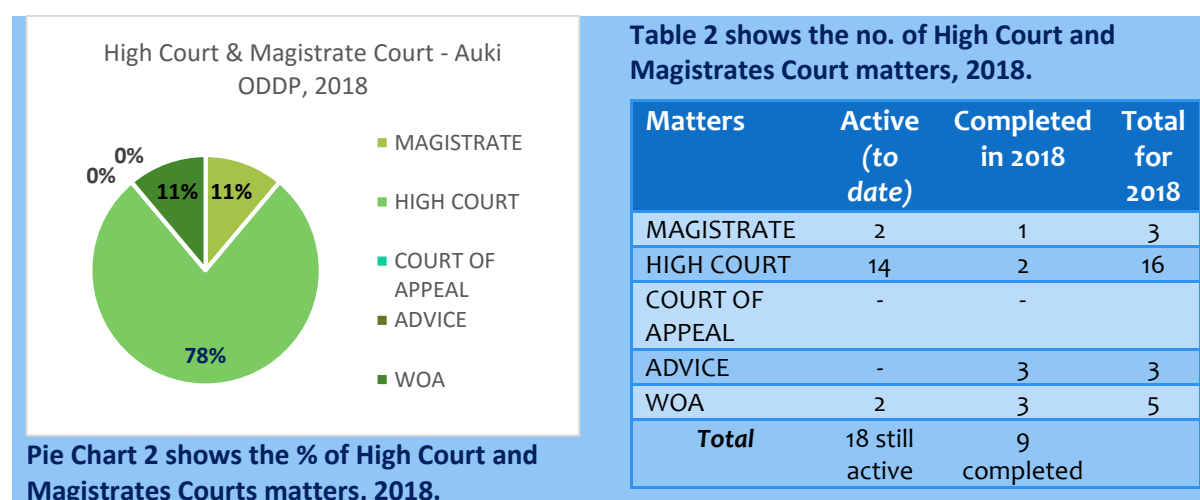 High Court & Magistrate Court - Auki
ODDP, 2018
0%
0%
11%
11%
78%
MAGISTRATE
HIGH COURT
COURT OF
APPEAL
ADVICE
WOA
Pie Chart 2 shows the % of High Court and
Magistrates Courts matters, 2018.
Table 2 shows the no. of High Court and
Magistrates Court matters, 2018.
Matters Active Completed Total
(to in 2018 for
date) 2018
MAGISTRATE 2 1 3
HIGH COURT 14 2 16
COURT OF - -
APPEAL
ADVICE - 3 3
WOA 2 3 5
Total 18 still 9
active completed